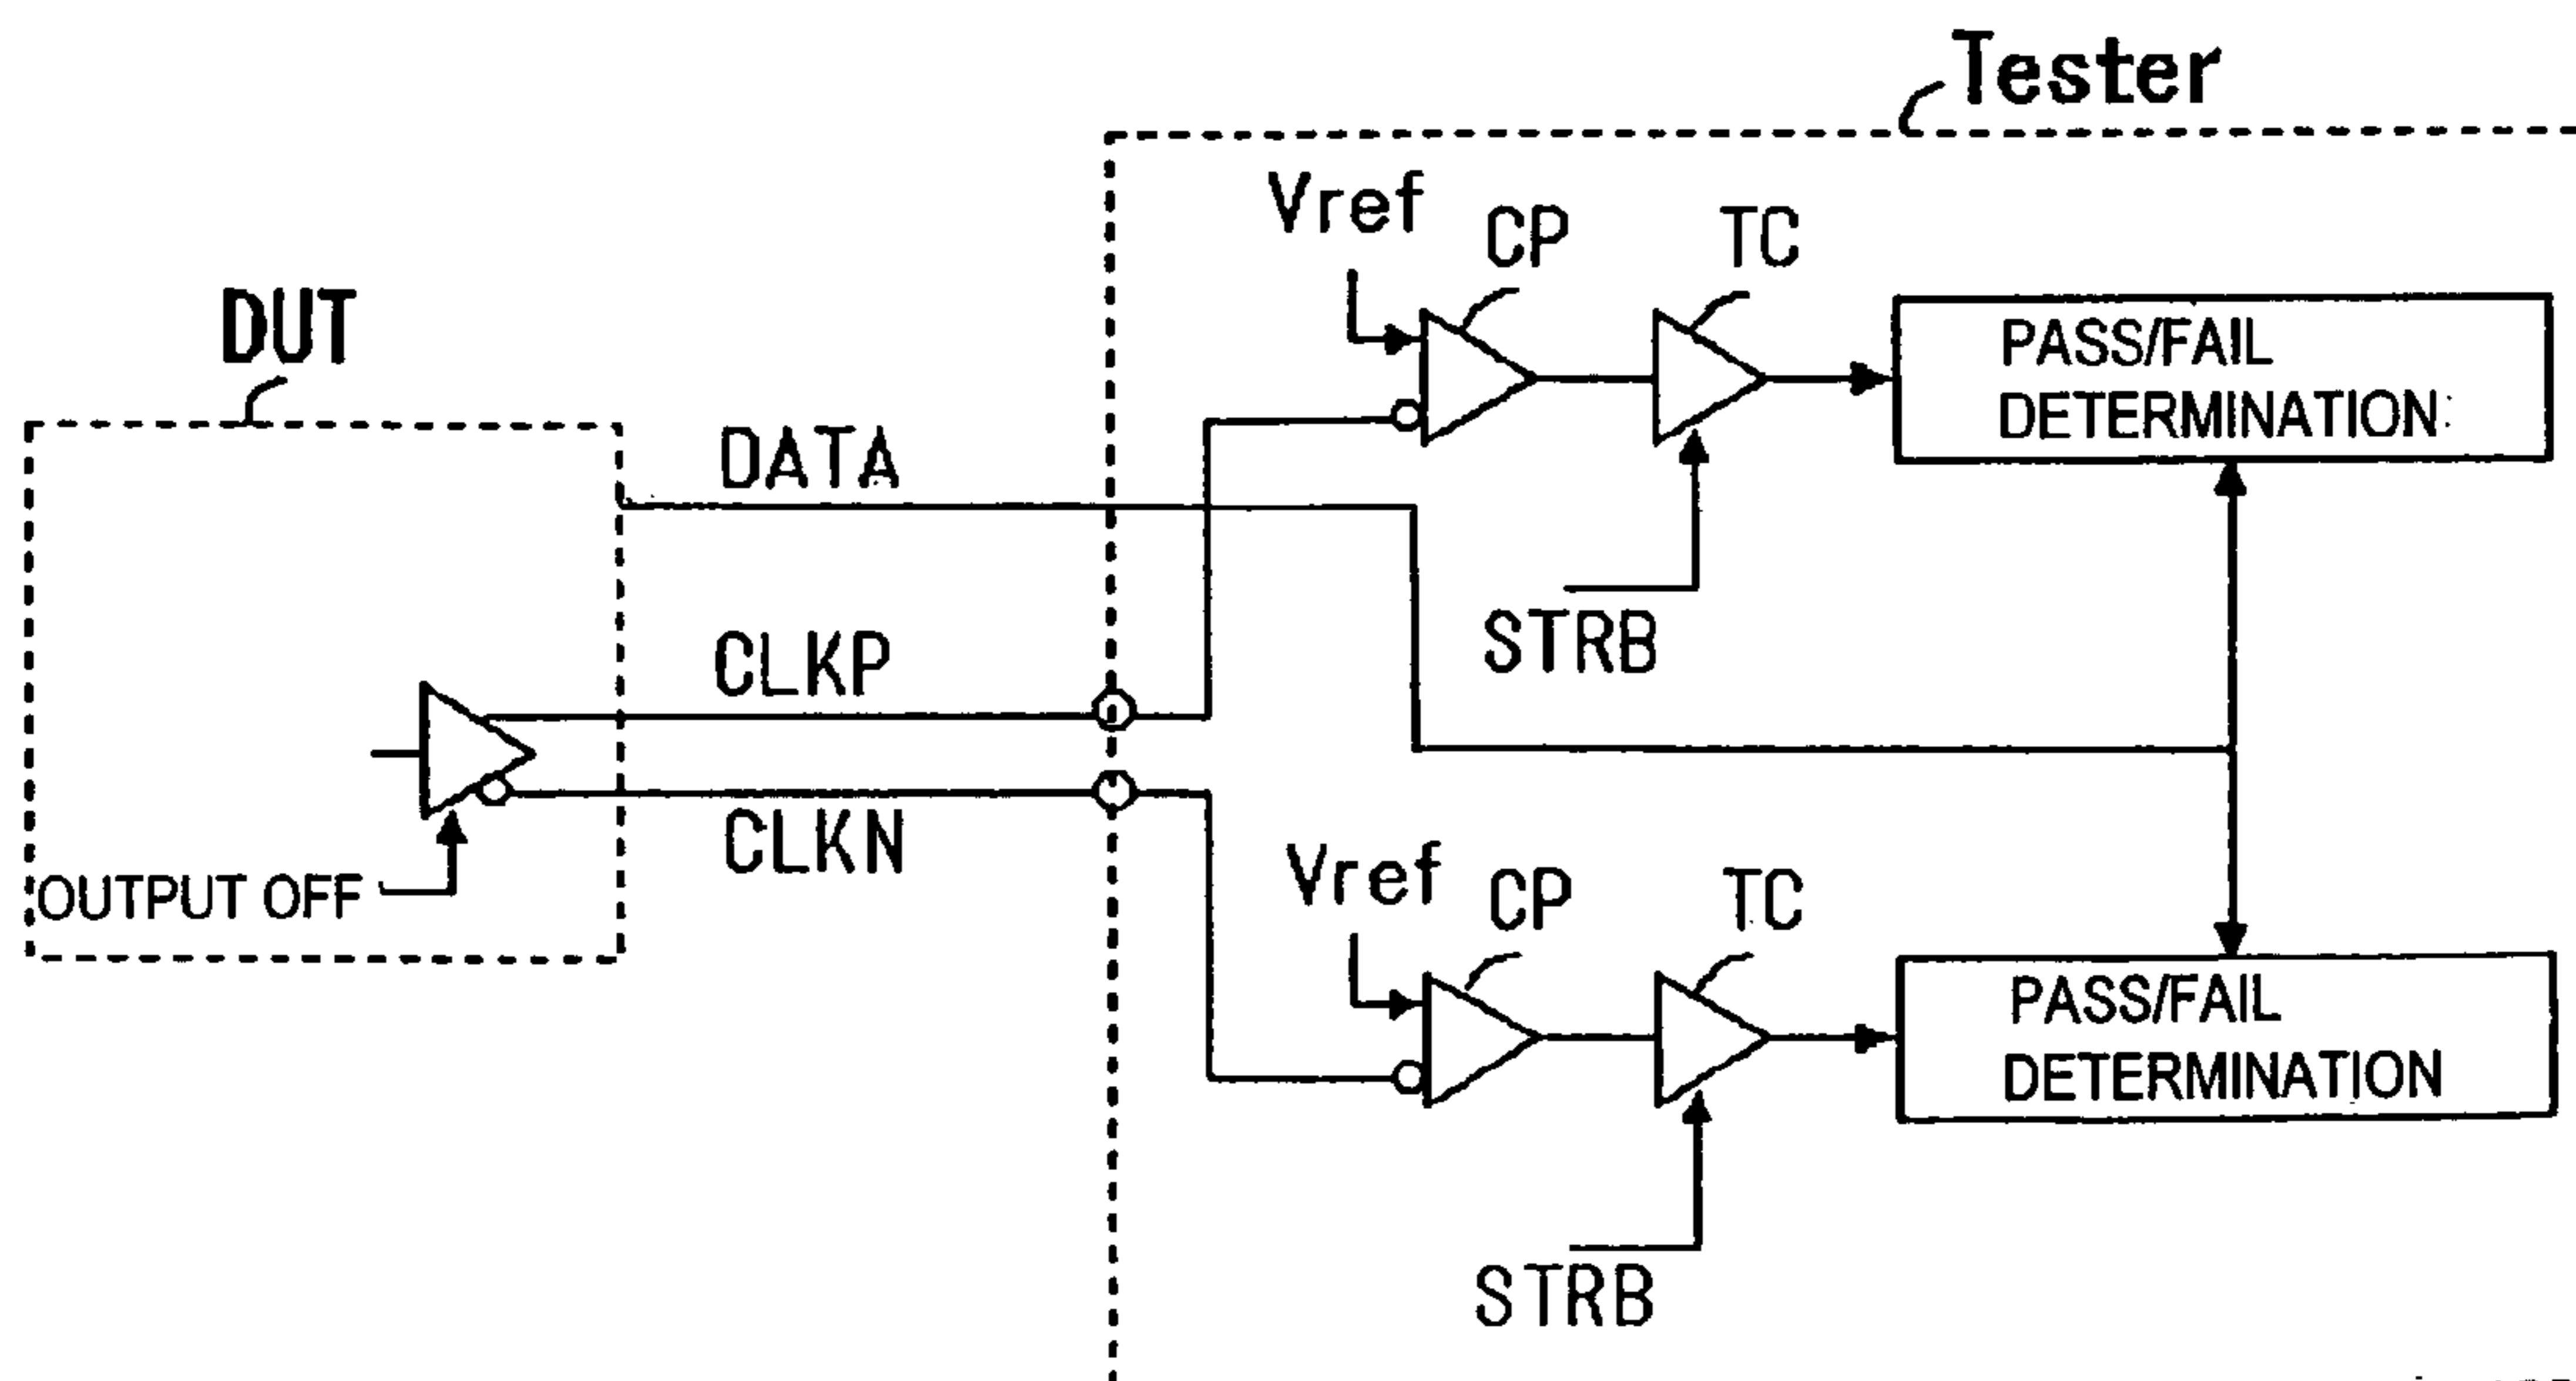 Tester
Vref
CP
TC
DUT
PASS/FAIL
DETERMINATION
DATA
STRB
CLKP
CLKN
OUTPUT OFF
Vref
CP
TC
PASS/FAIL
DETERMINATION
STRB